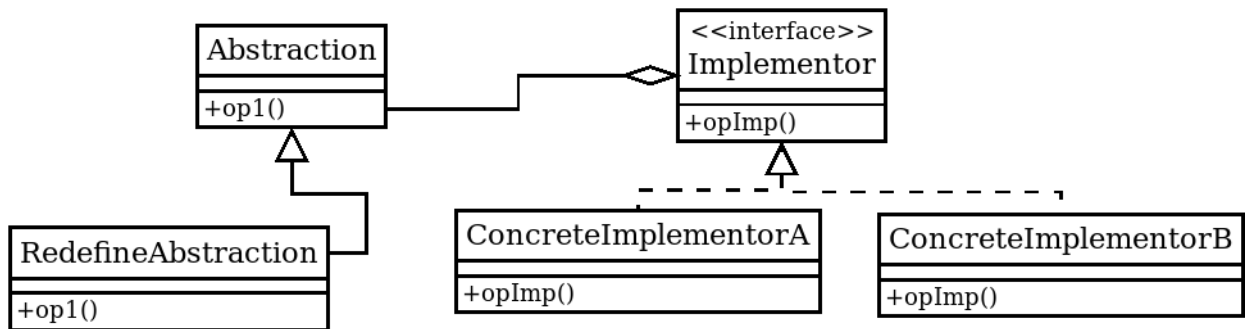 Abstraction
+op1()
<<interface>>
Implementor
+opImp()
RedefineAbstraction
+op1()
ConcreteImplementorA
+opImp()
ConcreteImplementorB
+opImp()